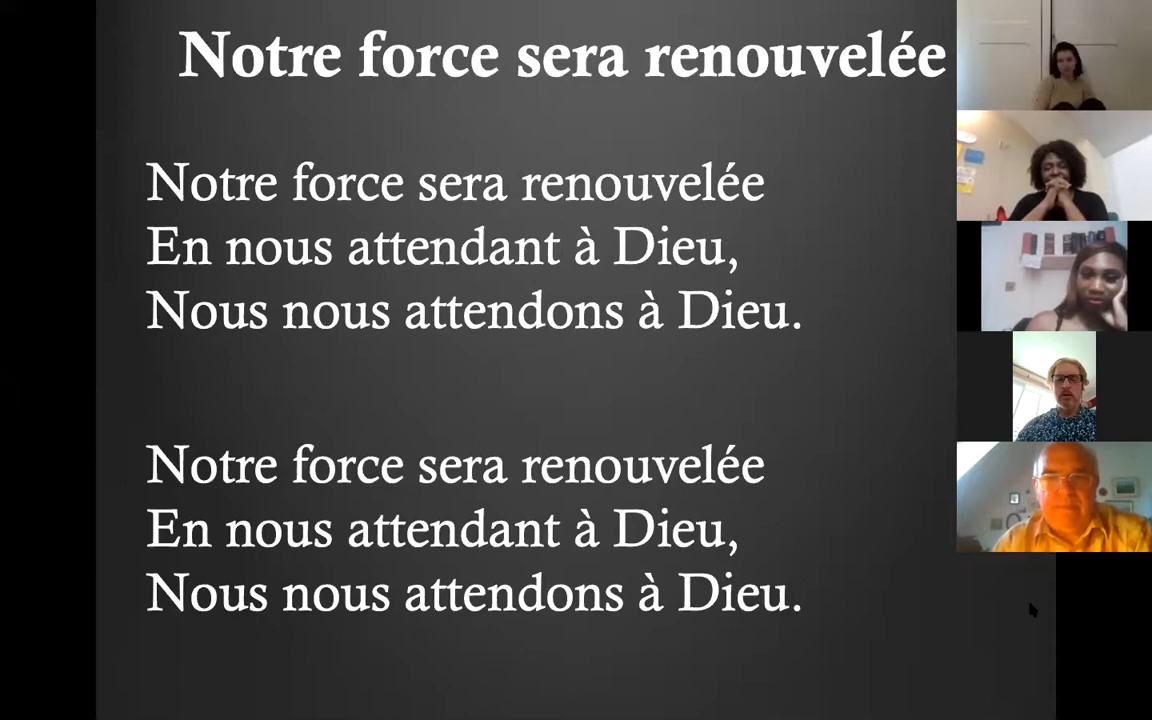 Notre force sera renouvelée
Notre force sera renouvelée
En nous attendant à Dieu,
Nous nous attendons à Dieu.
Notre force sera renouvelée
En nous attendant à Dieu,
Nous nous attendons à Dieu.